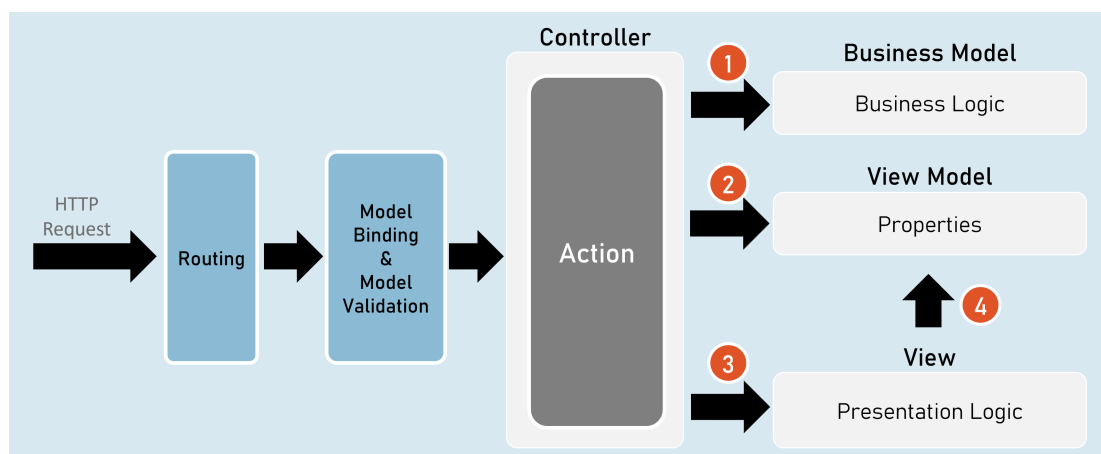 HTTP
Request
Routing
Model
Binding
&
Model
Validation
Controller
Action
1
Business Model
Business Logic
2
View Model
Properties
4
3
View
Presentation Logic